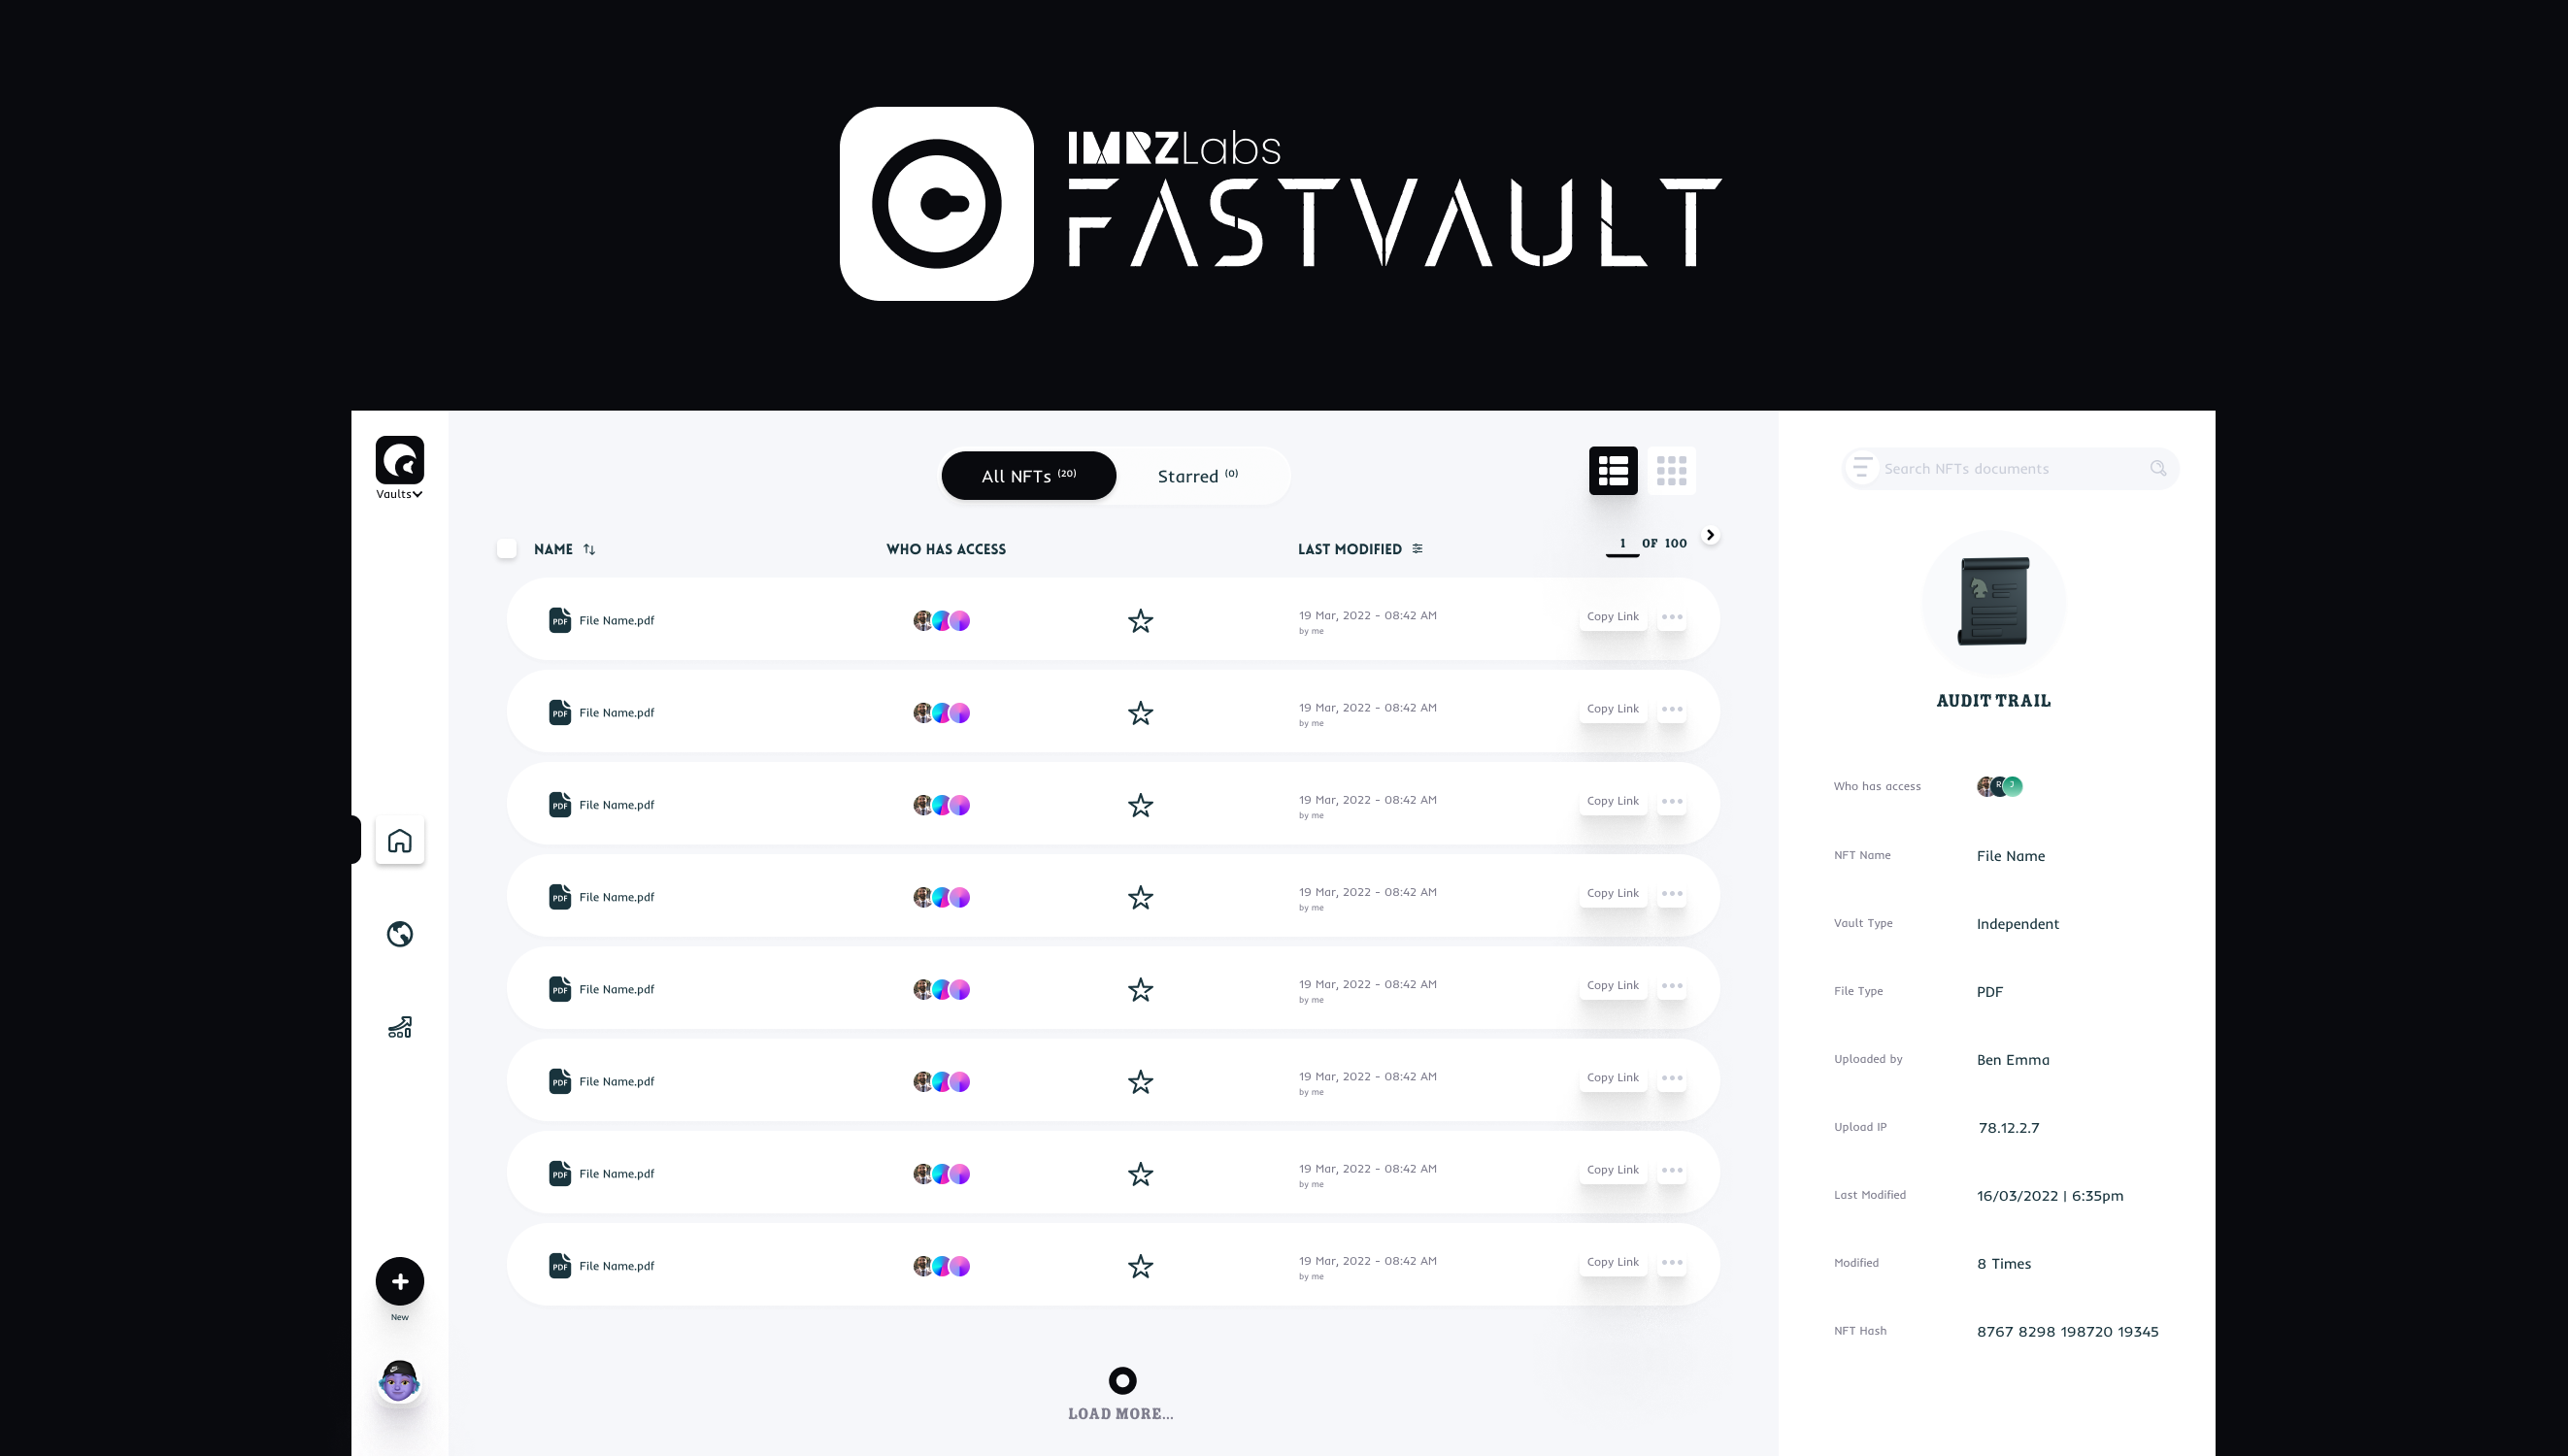 IMRZLabs
FASTVAULT
Vaults
All NFTs (20)
Starred (0)
Search NFTs documents
NAME
WHO HAS ACCESS
LAST MODIFIED
1 OF 100
PDF File Name.pdf
19 Mar, 2022 - 08:42 AM
by me
Copy Link
PDF File Name.pdf
19 Mar, 2022 - 08:42 AM
by me
Copy Link
PDF File Name.pdf
19 Mar, 2022 - 08:42 AM
by me
Copy Link
PDF File Name.pdf
19 Mar, 2022 - 08:42 AM
by me
Copy Link
PDF File Name.pdf
19 Mar, 2022 - 08:42 AM
by me
Copy Link
PDF File Name.pdf
19 Mar, 2022 - 08:42 AM
by me
Copy Link
PDF File Name.pdf
19 Mar, 2022 - 08:42 AM
by me
Copy Link
PDF File Name.pdf
19 Mar, 2022 - 08:42 AM
by me
Copy Link
LOAD MORE...
New
AUDIT TRAIL
Who has access R J
NFT Name File Name
Vault Type Independent
File Type PDF
Uploaded by Ben Emma
Upload IP 78.12.2.7
Last Modified 16/03/2022 | 6:35pm
Modified 8 Times
NFT Hash 8767 8298 198720 19345